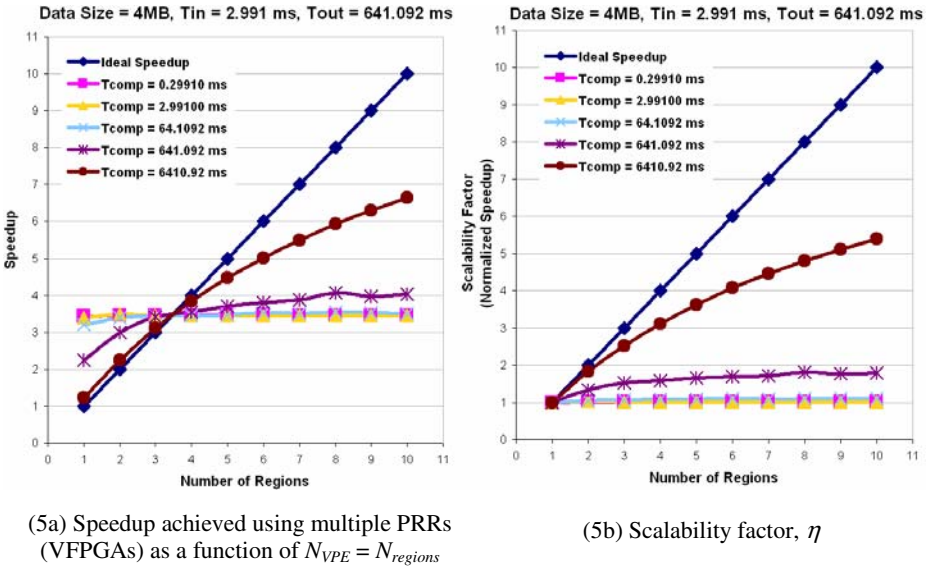 Data Size = 4MB, Tin = 2.991 ms, Tout = 641.092 ms
11
10
9
8
7
6
5
4
3
2
1
0
Speedup
Ideal Speedup
Tcomp = 0.29910 ms
Tcomp = 2.99100 ms
Tcomp = 64.1092 ms
Tcomp = 641.092 ms
Tcomp = 6410.92 ms
0 1 2 3 4 5 6 7 8 9 10 11
Number of Regions
(5a) Speedup achieved using multiple PRRs
(VFPGAs) as a function of N_VPE = N_regions
Data Size = 4MB, Tin = 2.991 ms, Tout = 641.092 ms
11
10
9
8
7
6
5
4
3
2
1
0
Scalability Factor
(Normalized Speedup)
Ideal Speedup
Tcomp = 0.29910 ms
Tcomp = 2.99100 ms
Tcomp = 64.1092 ms
Tcomp = 641.092 ms
Tcomp = 6410.92 ms
0 1 2 3 4 5 6 7 8 9 10 11
Number of Regions
(5b) Scalability factor, η